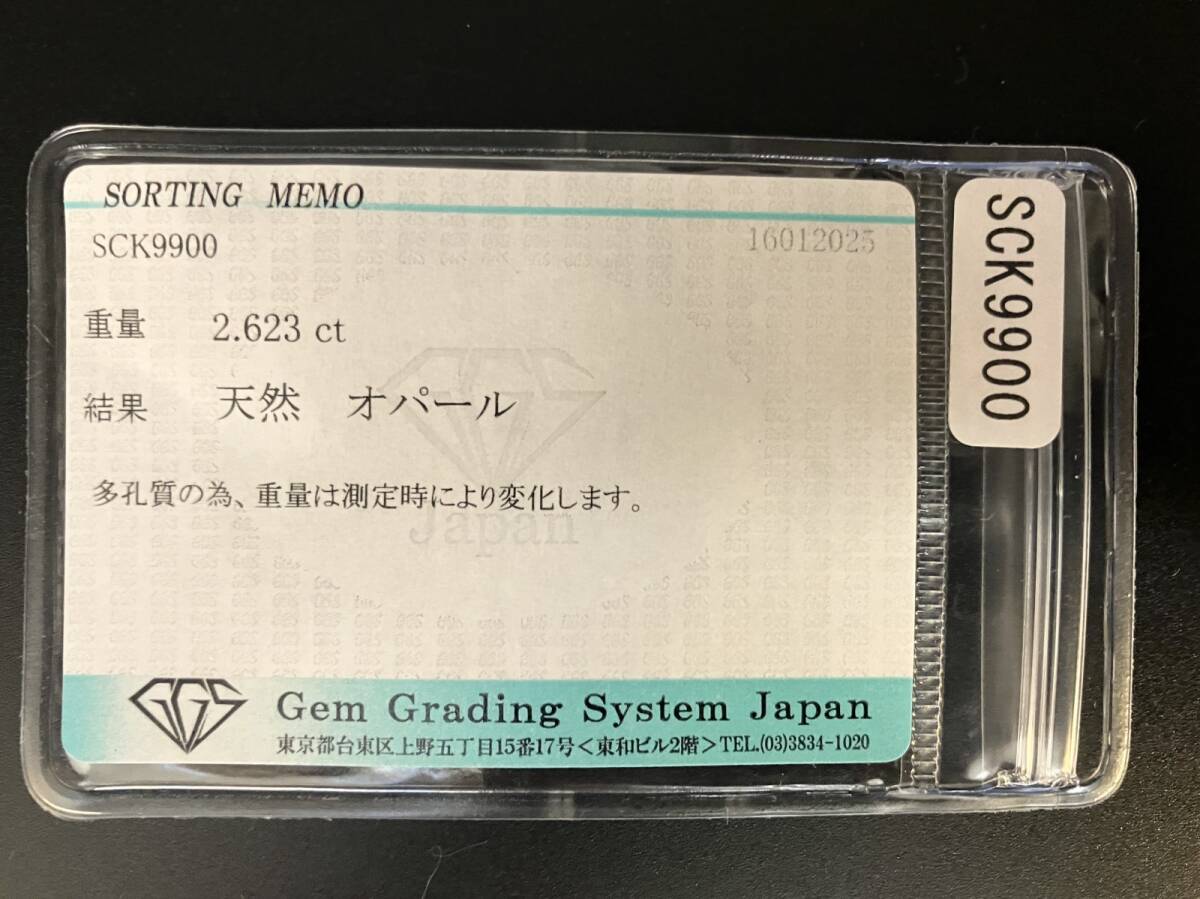 SORTING MEMO
SCK9900 16012025
重量 2.623 ct
結果 天然 オパール
多孔質の為、重量は測定時により変化します。
Japan
GGS Gem Grading System Japan
東京都台東区上野五丁目15番17号<東和ビル2階>TEL.(03)3834-1020
SCK9900